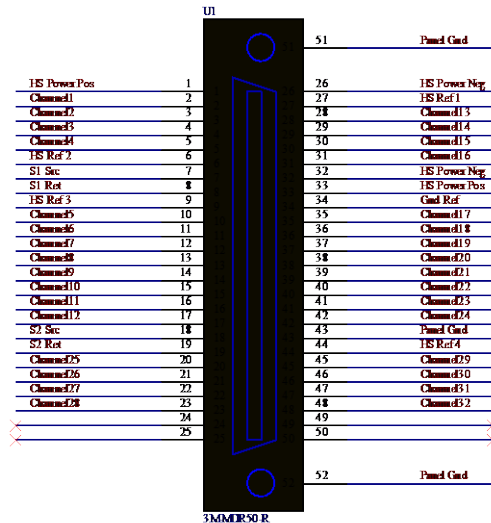 U1
51 Panel Gnd
HS Power Pos 1 26 HS Power Neg
Channel1 2 27 HS Ref 1
Channel2 3 28 Channel13
Channel3 4 29 Channel14
Channel4 5 30 Channel15
HS Ref 2 6 31 Channel16
S1 Src 7 32 HS Power Neg
S1 Ret 8 33 HS Power Pos
HS Ref 3 9 34 Gnd Ref
Channel5 10 35 Channel17
Channel6 11 36 Channel18
Channel7 12 37 Channel19
Channel8 13 38 Channel20
Channel9 14 39 Channel21
Channel10 15 40 Channel22
Channel11 16 41 Channel23
Channel12 17 42 Channel24
S2 Src 18 43 Panel Gnd
S2 Ret 19 44 HS Ref 4
Channel25 20 45 Channel29
Channel26 21 46 Channel30
Channel27 22 47 Channel31
Channel28 23 48 Channel32
24 49
25 50
52 Panel Gnd
3MMDR50-R